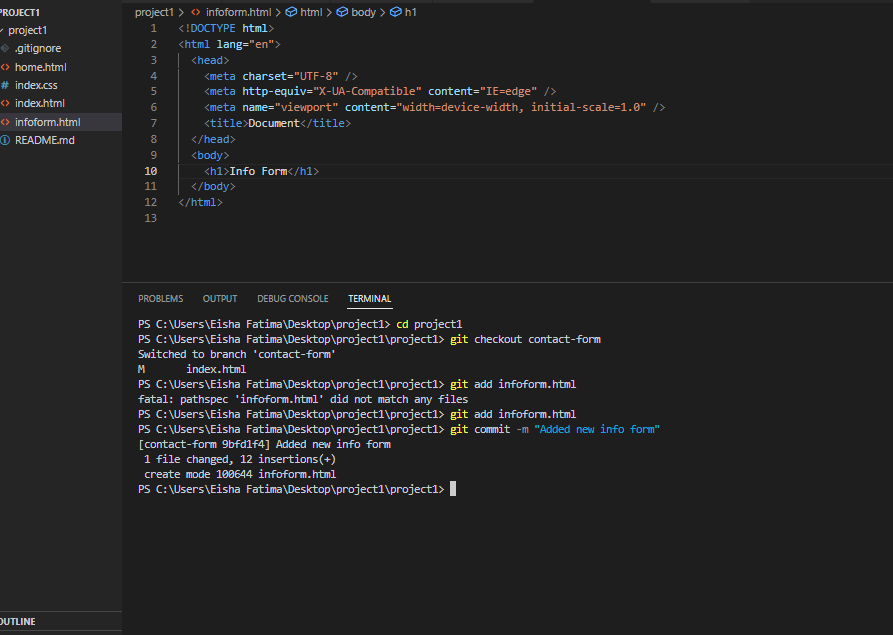 PROJECT1
project1
.gitignore
home.html
index.css
index.html
infoform.html
README.md
OUTLINE
project1 > infoform.html > html > body > h1
1 <!DOCTYPE html>
2 <html lang="en">
3 <head>
4 <meta charset="UTF-8" />
5 <meta http-equiv="X-UA-Compatible" content="IE=edge" />
6 <meta name="viewport" content="width=device-width, initial-scale=1.0" />
7 <title>Document</title>
8 </head>
9 <body>
10 <h1>Info Form</h1>
11 </body>
12 </html>
13
PROBLEMS OUTPUT DEBUG CONSOLE TERMINAL
PS C:\Users\Eisha Fatima\Desktop\project1> cd project1
PS C:\Users\Eisha Fatima\Desktop\project1\project1> git checkout contact-form
Switched to branch 'contact-form'
M index.html
PS C:\Users\Eisha Fatima\Desktop\project1\project1> git add infoform.html
fatal: pathspec 'infoform.html' did not match any files
PS C:\Users\Eisha Fatima\Desktop\project1\project1> git add infoform.html
PS C:\Users\Eisha Fatima\Desktop\project1\project1> git commit -m "Added new info form"
[contact-form 9bfd1f4] Added new info form
1 file changed, 12 insertions(+)
create mode 100644 infoform.html
PS C:\Users\Eisha Fatima\Desktop\project1\project1>